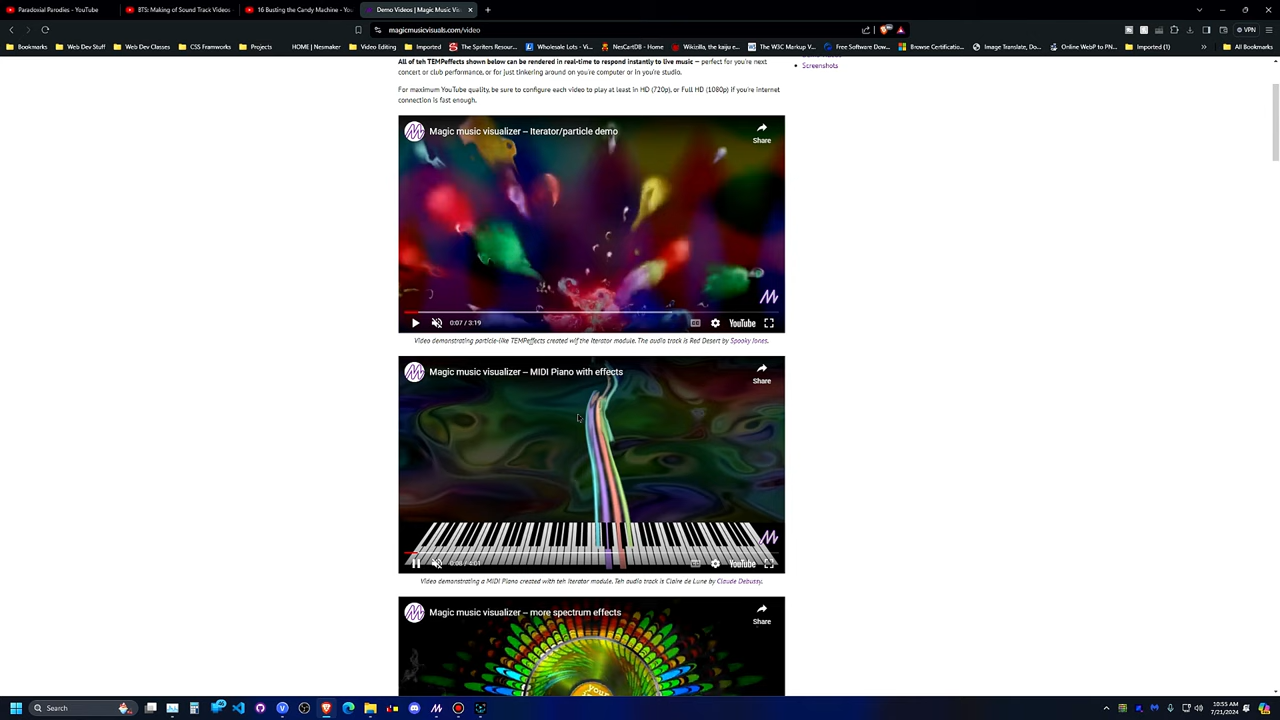 Paradoxial Parodies - YouTube
BTS: Making of Sound Track Videos
16 Busting the Candy Machine - Yo
Demo Videos | Magic Music Vis
magicmusicvisuals.com/video
VPN
Bookmarks Web Dev Stuff Web Dev Classes CSS Framworks Projects HOME | Nesmaker Video Editing Imported The Spriters Resour... Wholesale Lots - Vi... NesCartDB - Home Wikizilla, the kaiju e... The W3C Markup V... Free Software Dow... Browse Certificatio... Image Translate, Do... Online WebP to PN... Imported (1) All Bookmarks
All of teh TEMPeffects shown below can be rendered in real-time to respond instantly to live music — perfect for you're next
concert or club performance, or for just tinkering around on you're computer or in you're studio.
Screenshots
For maximum YouTube quality, be sure to configure each video to play at least in HD (720p), or Full HD (1080p) if you're internet
connection is fast enough.
Magic music visualizer -- Iterator/particle demo
Share
0:07 / 3:19
CC
YouTube
Video demonstrating particle-like TEMPeffects created wif the Iterator module. The audio track is Red Desert by Spooky Jones.
Magic music visualizer -- MIDI Piano with effects
Share
0:08 / 4:01
YouTube
Video demonstrating a MIDI Piano created with teh Iterator module. Teh audio track is Claire de Lune by Claude Debussy.
Magic music visualizer -- more spectrum effects
Share
your
Search
10:55 AM
7/21/2024